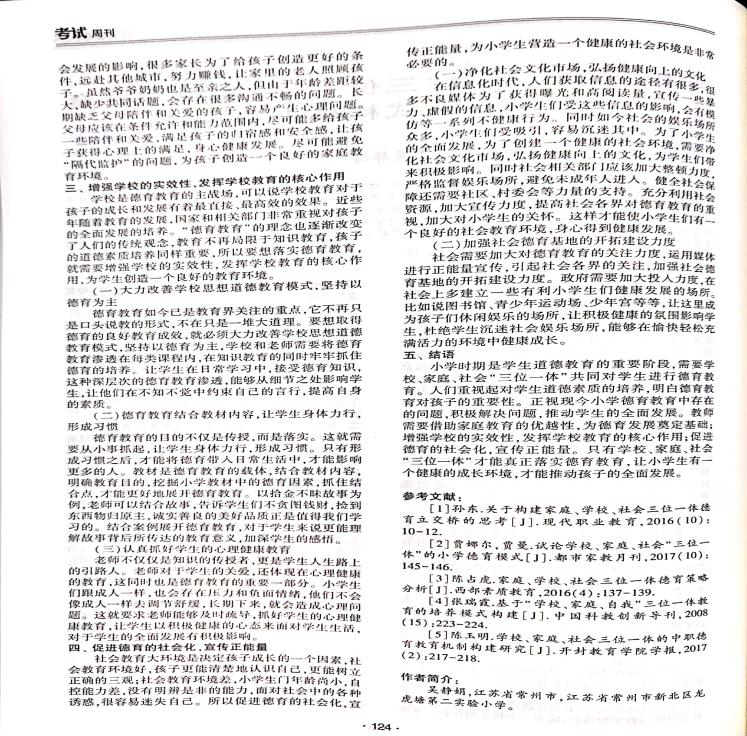 考试 周刊
会发展的影响,很多家长为了给孩子创造更好的条
件,远赴其他城市,努力赚钱,让家里的老人照顾孩
子。虽然爷爷奶奶也是至亲之人,但由于年龄差距较
大,缺少共同话题,会存在很多沟通不畅的问题。长
期缺乏父母陪伴和关爱的孩子,容易产生心理问题。
父母应该在条件允许和能力范围内,尽可能多给孩子
一些陪伴和关爱,满足孩子的归宿感和安全感,让孩
子获得心理上的满足,身心健康发展。尽可能避免
“隔代监护”的问题,为孩子创造一个良好的家庭教
育环境。
三、增强学校的实效性,发挥学校教育的核心作用
学校是德育教育的主战场,可以说学校教育对于
孩子的成长和发展有着最直接、最高效的效果。近些
年随着教育的发展,国家和相关部门非常重视对孩子
的全面发展的培养。“德育教育”的理念也逐渐改变
了人们的传统观念,教育不再局限于知识教育,孩子
的道德素质培养同样重要,所以要想落实德育教育,
就需要增强学校的实效性,发挥学校教育的核心作
用,为学生创造一个良好的教育环境。
(一)大力改善学校思想道德教育模式,坚持以
德育为主
德育教育如今已是教育界关注的重点,它不再只
是口头说教的形式,不在只是一堆大道理。要想取得
德育的良好教育成效,就必须大力改善学校思想道德
教育模式,坚持以德育为主,学校和老师需要将德育
教育渗透在每类课程内,在知识教育的同时牢牢抓住
德育的培养。让学生在日常学习中,接受德育知识,
这种深层次的德育教育渗透,能够从细节之处影响学
生,让他们在不知不觉中约束自己的言行,提高自身
的素质。
(二)德育教育结合教材内容,让学生身体力行,
形成习惯
德育教育的目的不仅是传授,而是落实。这就需
要从小事抓起,让学生身体力行,形成习惯。只有形
成习惯之后,才能将德育带入日常生活中,才能影响
更多的人。教材是德育教育的载体,结合教材内容,
明确教育目的,挖掘小学教材中的德育因素,抓住结
合点,才能更好地展开德育教育。以拾金不昧故事为
例,老师可以结合故事,告诉学生们不贪图钱财,捡到
东西物归原主,诚实善良的美好品质正是值得我们学
习的。结合案例展开德育教育,对于学生来说更能理
解故事背后所传达的教育意义,加深学生的感悟。
(三)认真抓好学生的心理健康教育
老师不仅仅是知识的传授者,更是学生人生路上
的引路人。老师对于学生的关爱,还体现在心理健康
的教育,这同时也是德育教育的重要一部分。小学生
们跟成人一样,也会存在压力和负面情绪,他们不会
像成人一样去调节舒缓,长期下来,就会造成心理问
题。这就要求老师能够及时疏导,抓好学生的心理健
康教育,让学生以积极健康的心态来面对学生生活,
对于学生的全面发展有积极影响。
四、促进德育的社会化,宣传正能量
社会教育大环境是决定孩子成长的一个因素,社
会教育环境好,孩子更能清楚地认识自己,更能树立
正确的三观;社会教育环境差,小学生门年龄尚小,自
控能力差,没有明辨是非的能力,面对社会中的各种
诱惑,很容易迷失自己。所以促进德育的社会化,宣
传正能量,为小学生营造一个健康的社会环境是非常
必要的。
(一)净化社会文化市场,弘扬健康向上的文化
在信息化时代,人们获取信息的途径有很多,很
多不良媒体为了获得曝光和高阅读量,宣传一些暴
力、虚假的信息,小学生们受这些信息的影响,会有模
仿等一系列不健康行为。同时如今社会的娱乐场所
众多,小学生们受吸引,容易沉迷其中。为了小学生
的全面发展,为了创建一个健康的社会环境,需要净
化社会文化市场,弘扬健康向上的文化,为学生们带
来积极影响。同时社会相关部门应该加大整顿力度,
严格监督娱乐场所,避免未成年人进入。健全社会保
障还需要社区、村委会等力量的支持。充分利用社会
资源,加大宣传力度,提高社会各界对德育教育的重
视,加大对小学生的关怀。这样才能使小学生们有一
个良好的社会教育环境,身心得到健康发展。
(二)加强社会德育基地的开拓建设力度
社会需要加大对德育教育的关注力度,运用媒体
进行正能量宣传,引起社会各界的关注,加强社会德
育基地的开拓建设力度。政府需要加大投入力度,在
社会上多建立一些有利小学生们健康发展的场所。
比如说图书馆、青少年运动场、少年宫等等,让这里成
为孩子们休闲娱乐的场所,让积极健康的氛围影响学
生,杜绝学生沉迷社会娱乐场所,能够在愉快轻松充
满活力的环境中健康成长。
五、结语
小学时期是学生道德教育的重要阶段,需要学
校、家庭、社会“三位一体”共同对学生进行德育教
育。人们重视起对学生道德素质的培养,明白德育教
育对孩子的重要性。正视现今小学德育教育中存在
的问题,积极解决问题,推动学生的全面发展。教师
需要借助家庭教育的优越性,为德育发展奠定基础;
增强学校的实效性,发挥学校教育的核心作用;促进
德育的社会化,宣传正能量。只有学校、家庭、社会
“三位一体”才能真正落实德育教育,让小学生有一
个健康的成长环境,才能推动孩子的全面发展。
参考文献:
[1]孙东.关于构建家庭、学校、社会三位一体德
育立交桥的思考[J].现代职业教育,2016(10):
10-12.
[2]贾娜尔,贾曼.试论学校、家庭、社会“三位一
体”的小学德育模式[J].都市家教月刊,2017(10):
145-146.
[3]陈占虎.家庭、学校、社会三位一体德育策略
分析[J].西部素质教育,2016(4):137-139.
[4]张瑞霞.基于“学校、家庭、自我”三位一体教
育的培养模式构建[J].中国科教创新导刊,2008
(15):223-224.
[5]陈玉明.学校、家庭、社会三位一体的中职德
育教育机制构建研究[J].开封教育学院学报,2017
(2):217-218.
作者简介:
吴静娟,江苏省常州市,江苏省常州市新北区龙
虎塘第二实验小学。
·124·